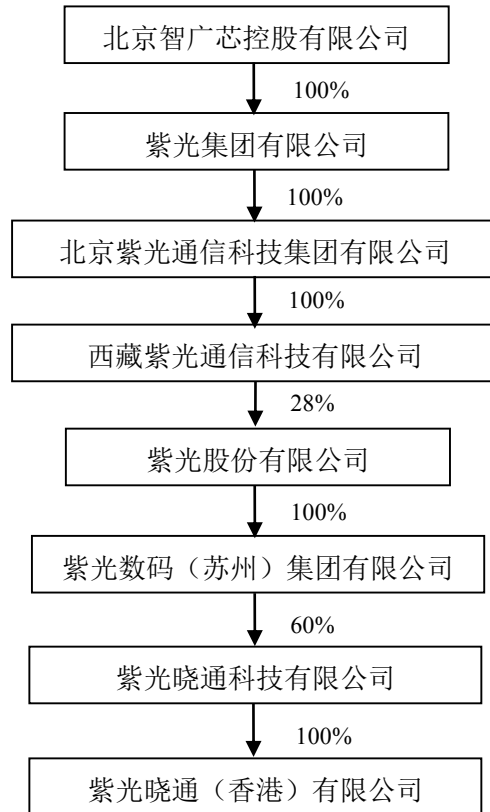 北京智广芯控股有限公司
100%
紫光集团有限公司
100%
北京紫光通信科技集团有限公司
100%
西藏紫光通信科技有限公司
28%
紫光股份有限公司
100%
紫光数码（苏州）集团有限公司
60%
紫光晓通科技有限公司
100%
紫光晓通（香港）有限公司